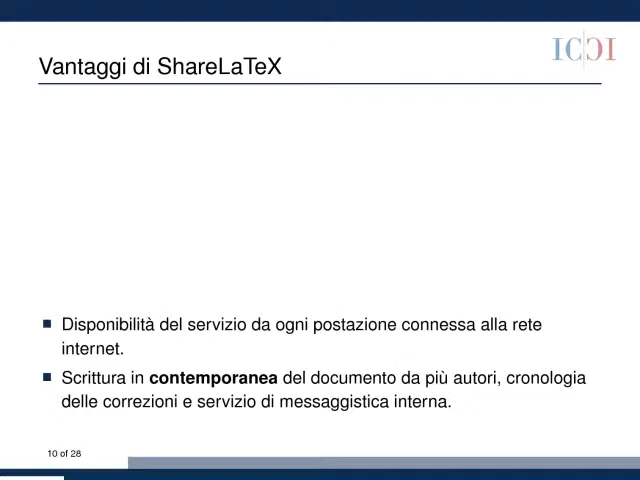 Vantaggi di ShareLaTeX
ICCI
Disponibilità del servizio da ogni postazione connessa alla rete
internet.
Scrittura in contemporanea del documento da più autori, cronologia
delle correzioni e servizio di messaggistica interna.
10 of 28